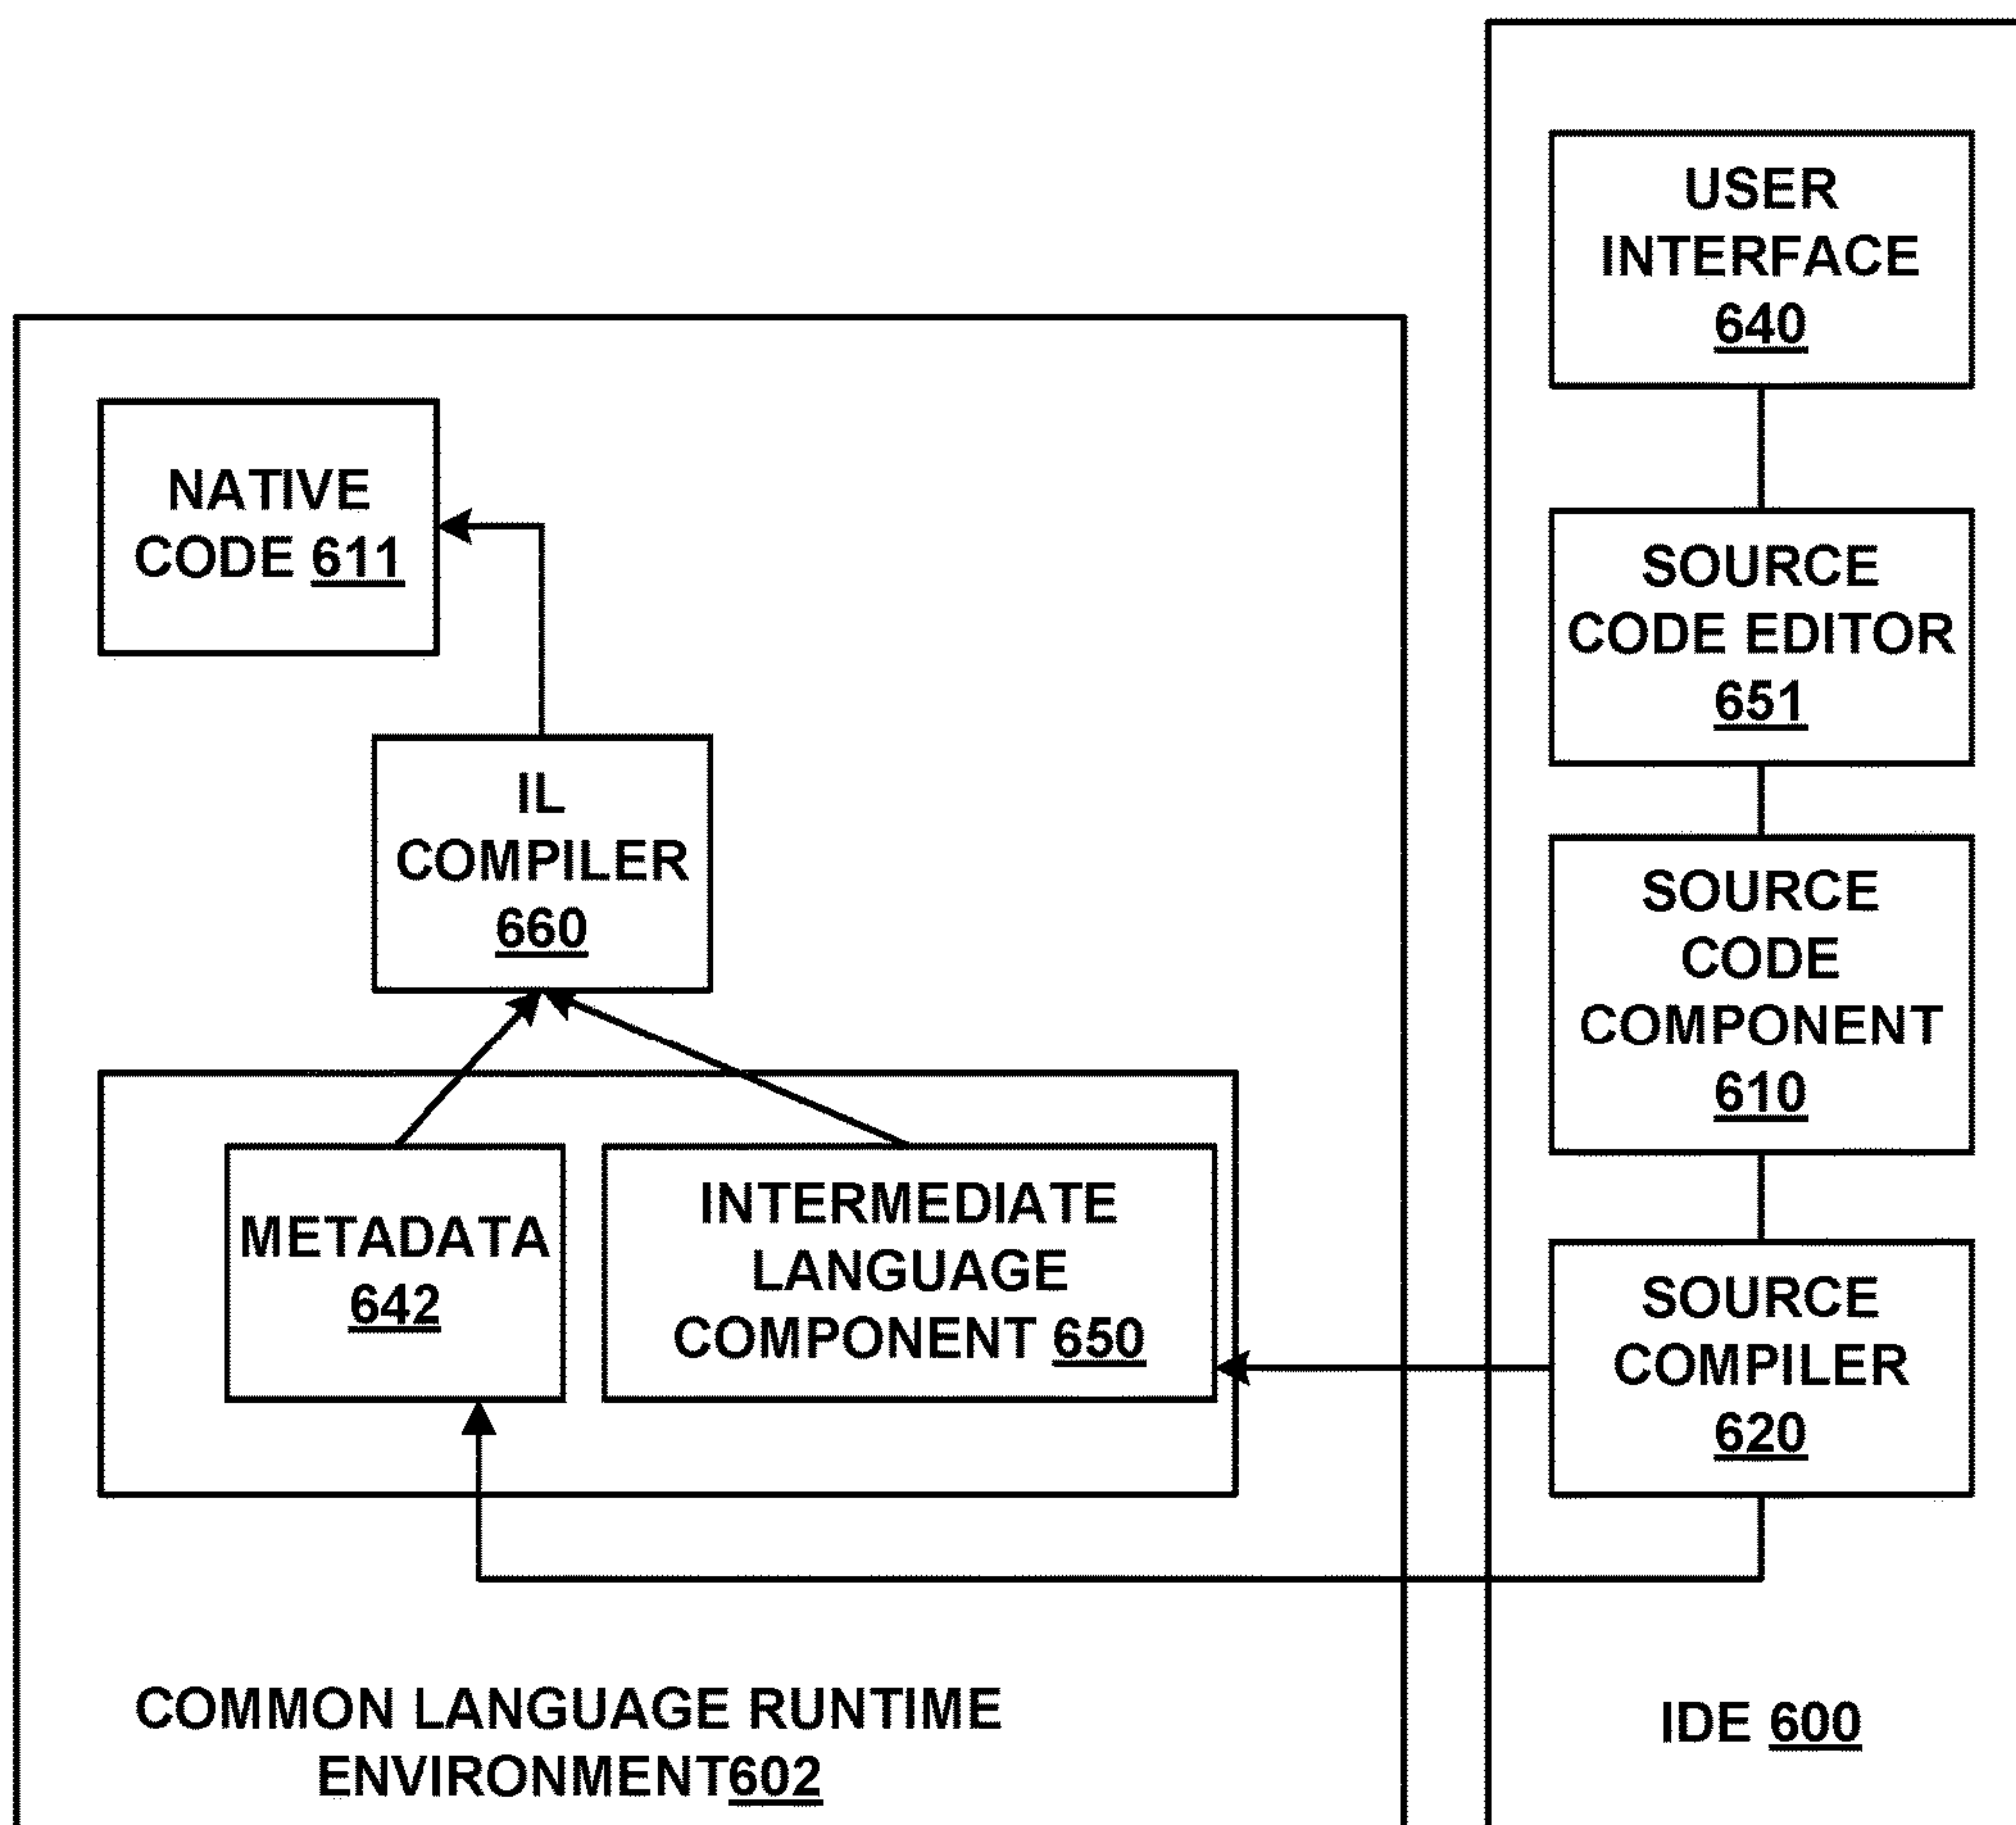 USER
INTERFACE
640
NATIVE
CODE 611
SOURCE
CODE EDITOR
651
IL
COMPILER
660
SOURCE
CODE
COMPONENT
610
METADATA
642
INTERMEDIATE
LANGUAGE
COMPONENT 650
SOURCE
COMPILER
620
COMMON LANGUAGE RUNTIME
ENVIRONMENT602
IDE 600